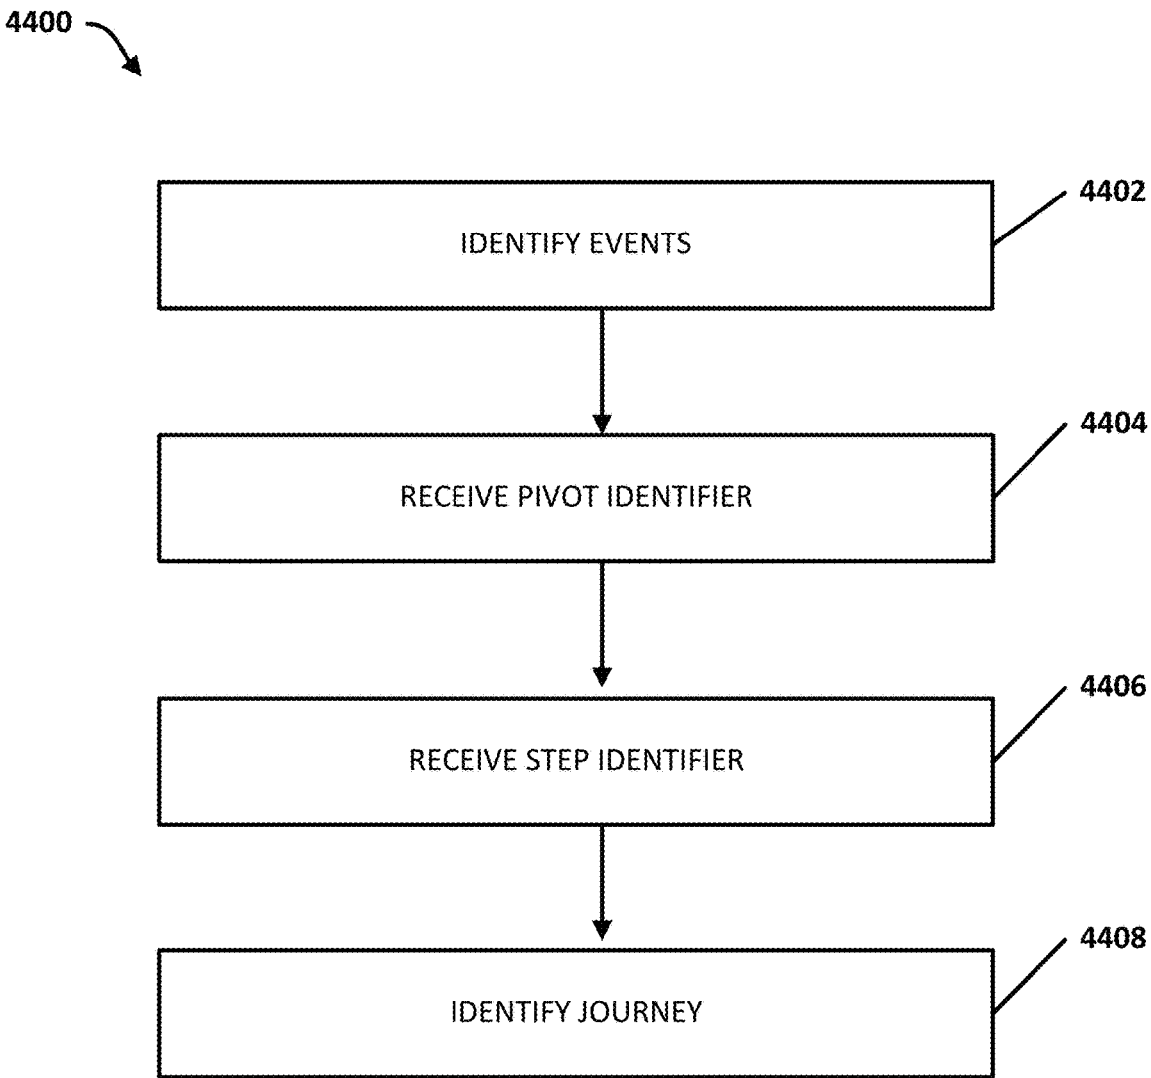 4400
4402
IDENTIFY EVENTS
4404
RECEIVE PIVOT IDENTIFIER
4406
RECEIVE STEP IDENTIFIER
4408
IDENTIFY JOURNEY